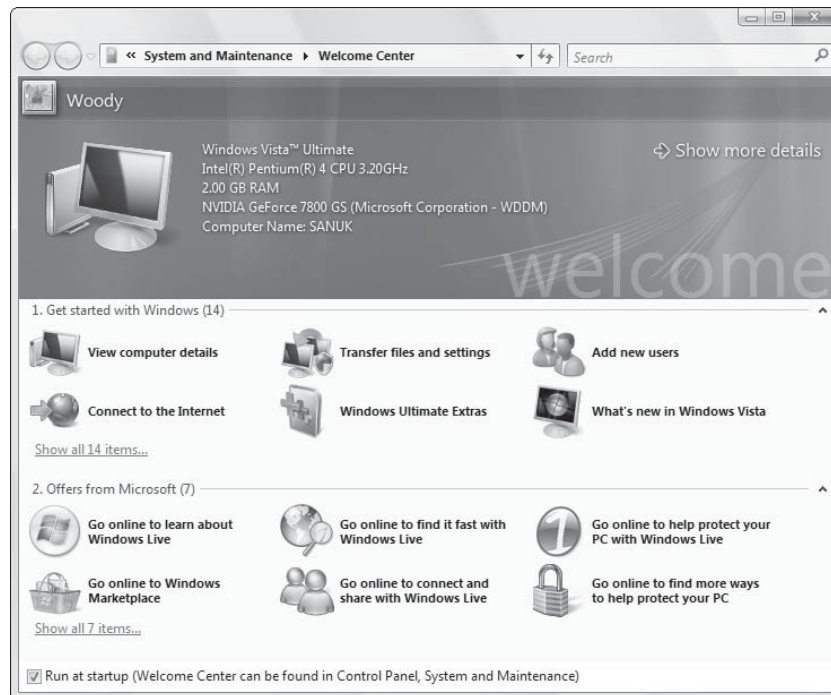 « System and Maintenance ▸ Welcome Center
Search
Woody
Windows Vista™ Ultimate
Intel(R) Pentium(R) 4 CPU 3.20GHz
2.00 GB RAM
NVIDIA GeForce 7800 GS (Microsoft Corporation - WDDM)
Computer Name: SANUK
Show more details
welcome
1. Get started with Windows (14)
View computer details
Transfer files and settings
Add new users
Connect to the Internet
Windows Ultimate Extras
What's new in Windows Vista
Show all 14 items...
2. Offers from Microsoft (7)
Go online to learn about
Windows Live
Go online to find it fast with
Windows Live
1
Go online to help protect your
PC with Windows Live
Go online to Windows
Marketplace
Go online to connect and
share with Windows Live
Go online to find more ways
to help protect your PC
Show all 7 items...
Run at startup (Welcome Center can be found in Control Panel, System and Maintenance)